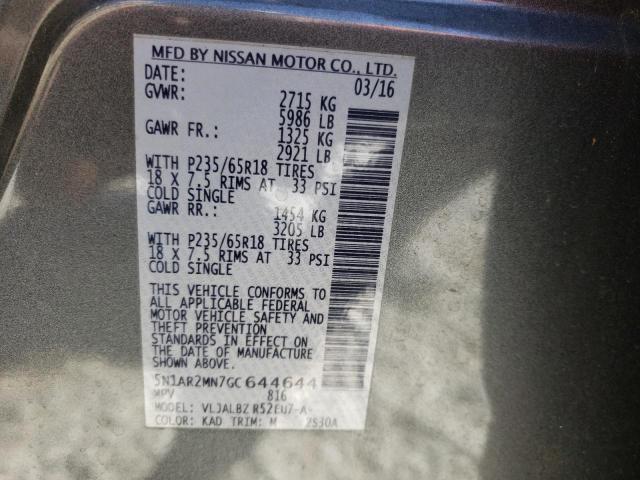 MFD BY NISSAN MOTOR CO., LTD.
DATE: 03/16
GVWR: 2715 KG
5986 LB
GAWR FR.: 1325 KG
2921 LB
WITH P235/65R18 TIRES
18 X 7.5 RIMS AT 33 PSI
COLD SINGLE
GAWR RR.: 1454 KG
3205 LB
WITH P235/65R18 TIRES
18 X 7.5 RIMS AT 33 PSI
COLD SINGLE
THIS VEHICLE CONFORMS TO
ALL APPLICABLE FEDERAL
MOTOR VEHICLE SAFETY AND
THEFT PREVENTION
STANDARDS IN EFFECT ON
THE DATE OF MANUFACTURE
SHOWN ABOVE.
5N1AR2MN7GC644644
MPV 816
MODEL: VLJALBZ R52EU7-A-
COLOR: KAD TRIM: M 2S30A